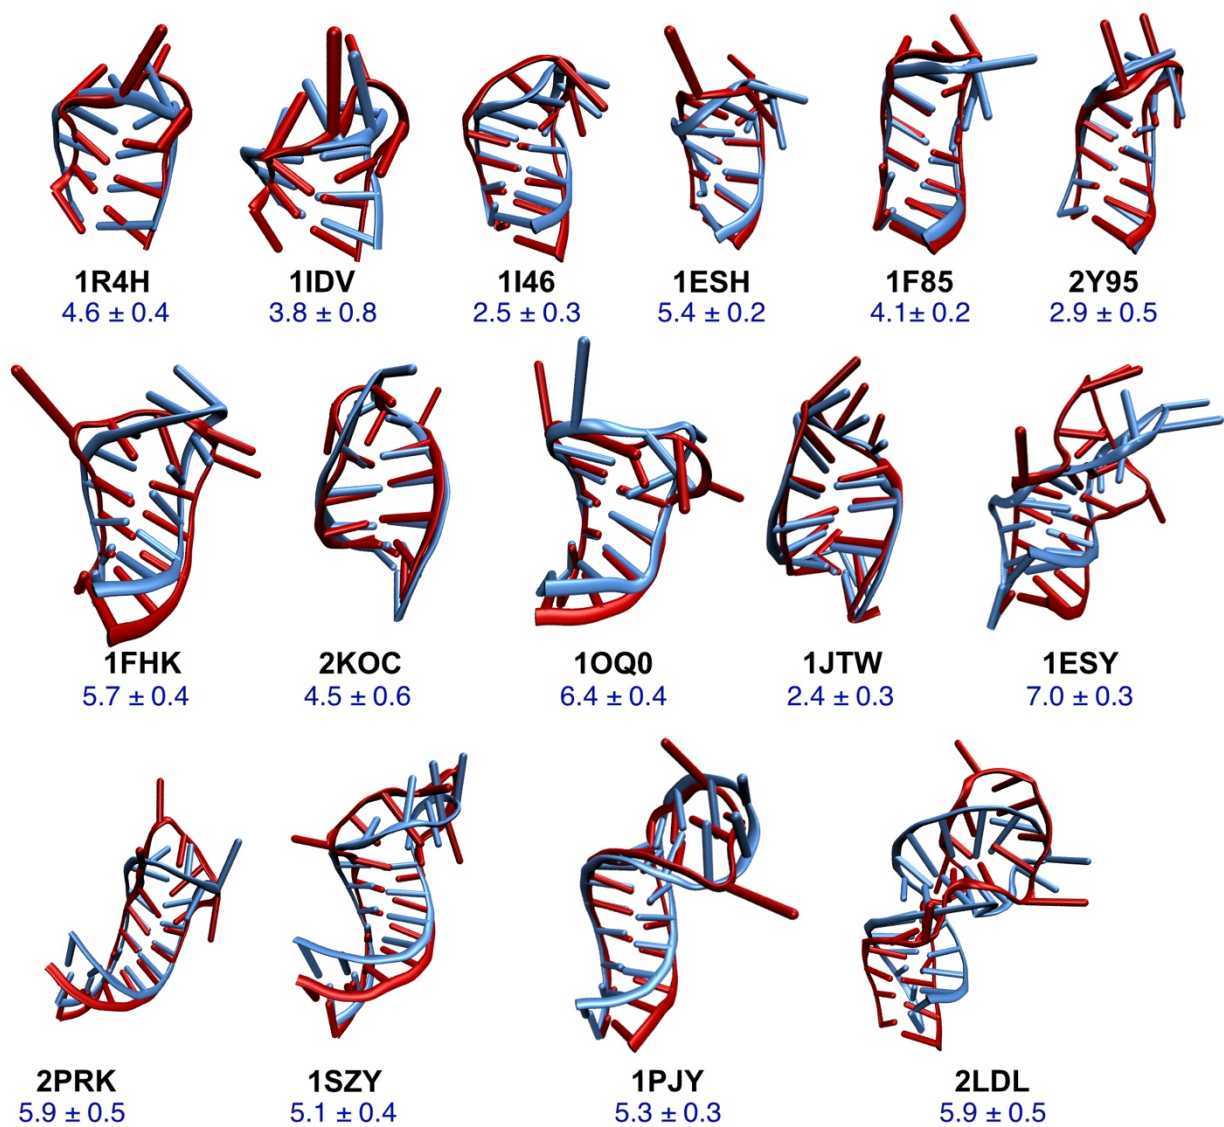 1R4H 1IDV 1I46 1ESH 1F85 2Y95
4.6 ± 0.4 3.8 ± 0.8 2.5 ± 0.3 5.4 ± 0.2 4.1± 0.2 2.9 ± 0.5
1FHK 2KOC 1OQ0 1JTW 1ESY
5.7 ± 0.4 4.5 ± 0.6 6.4 ± 0.4 2.4 ± 0.3 7.0 ± 0.3
2PRK 1SZY 1PJY 2LDL
5.9 ± 0.5 5.1 ± 0.4 5.3 ± 0.3 5.9 ± 0.5